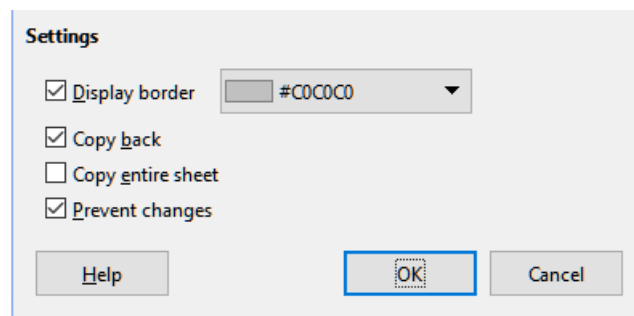 Settings
Display border #C0C0C0
Copy back
Copy entire sheet
Prevent changes
Help OK Cancel